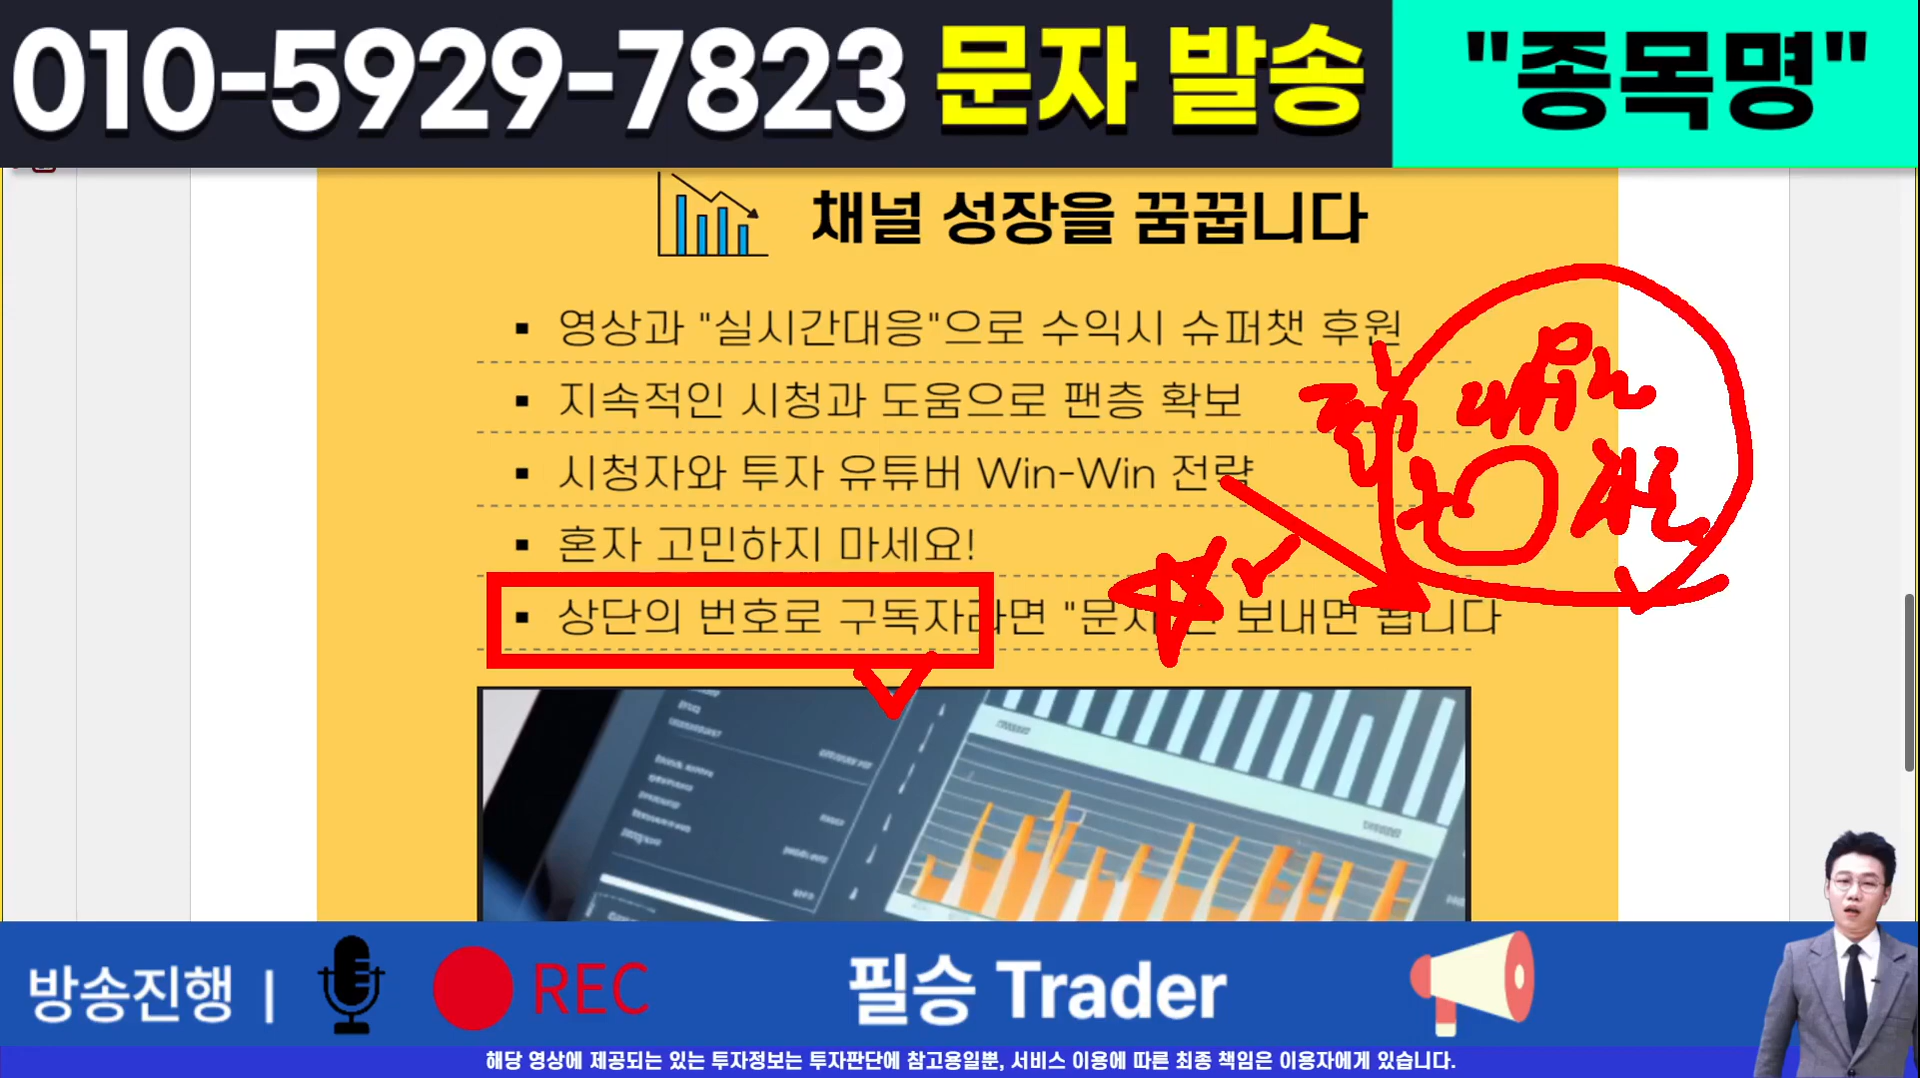 010-5929-7823 문자 발송 "종목명"
채널 성장을 꿈꿉니다
▪ 영상과 "실시간대응"으로 수익시 슈퍼챗 후원
▪ 지속적인 시청과 도움으로 팬층 확보
▪ 시청자와 투자 유튜버 Win-Win 전략
▪ 혼자 고민하지 마세요!
▪ 상단의 번호로 구독자라면 "문자" 보내면 됩니다
방송진행 | REC 필승 Trader
해당 영상에 제공되는 있는 투자정보는 투자판단에 참고용일뿐, 서비스 이용에 따른 최종 책임은 이용자에게 있습니다.